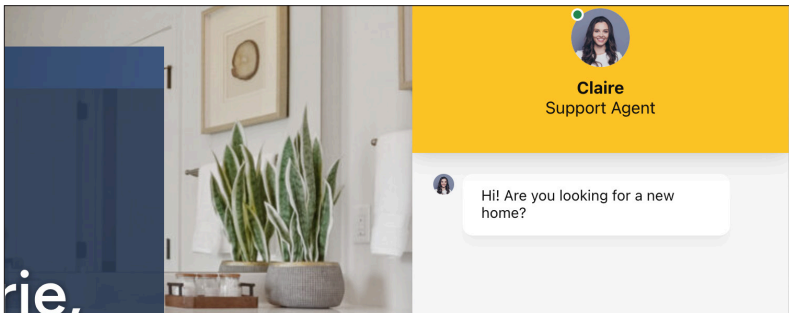 Claire
Support Agent
Hi! Are you looking for a new
home?
rie,